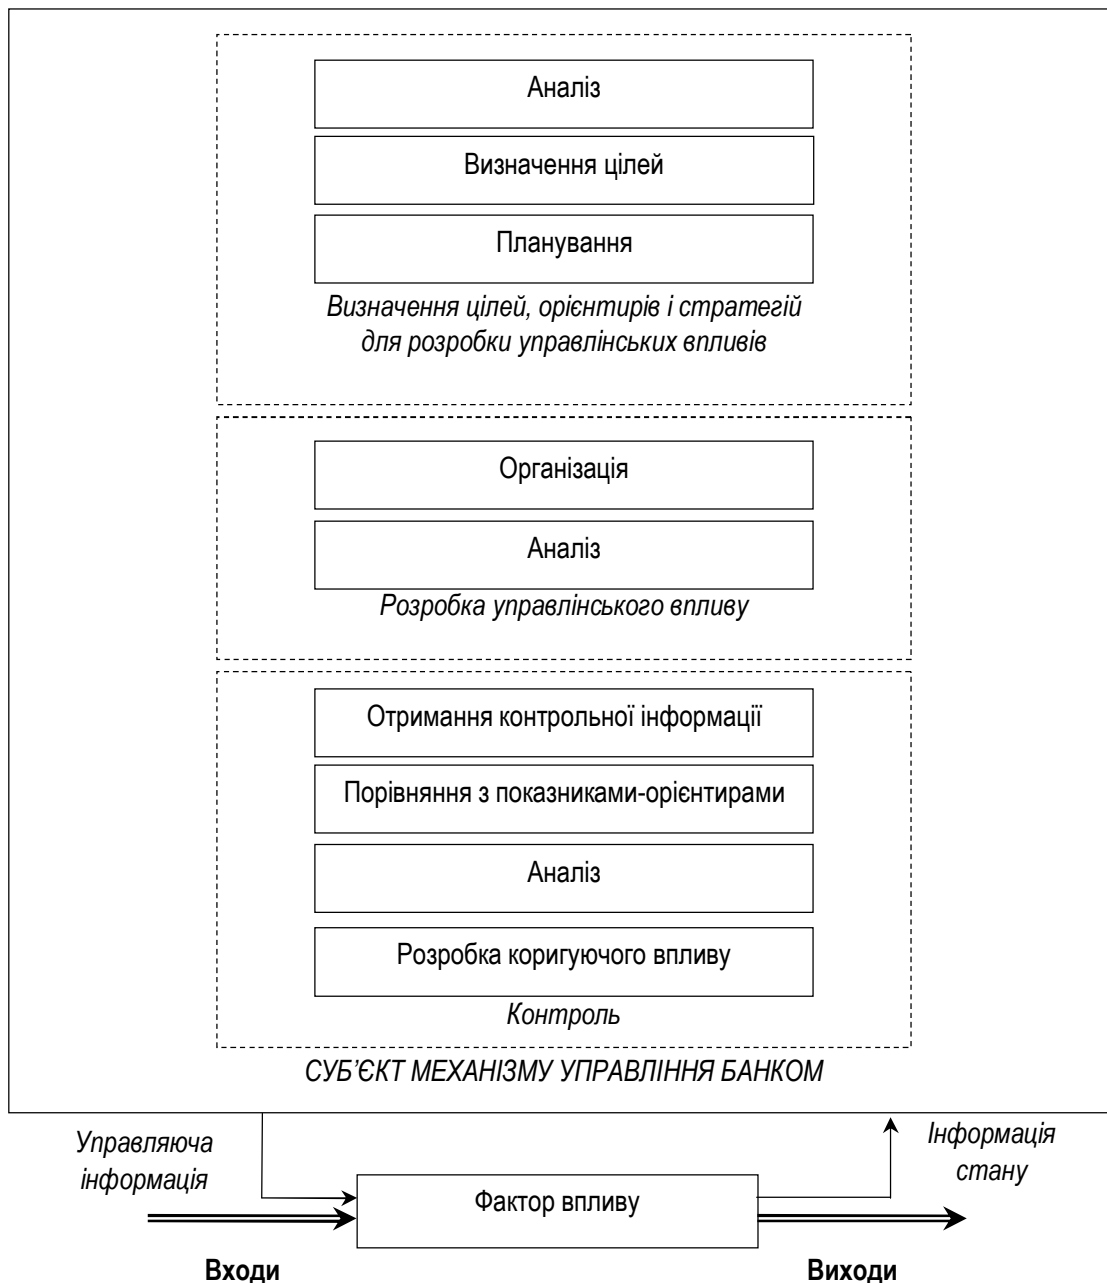 Аналіз
Визначення цілей
Планування
Визначення цілей, орієнтирів і стратегій
для розробки управлінських впливів
Організація
Аналіз
Розробка управлінського впливу
Отримання контрольної інформації
Порівняння з показниками-орієнтирами
Аналіз
Розробка коригуючого впливу
Контроль
СУБ’ЄКТ МЕХАНІЗМУ УПРАВЛІННЯ БАНКОМ
Управляюча
інформація
Інформація
стану
Фактор впливу
Входи
Виходи